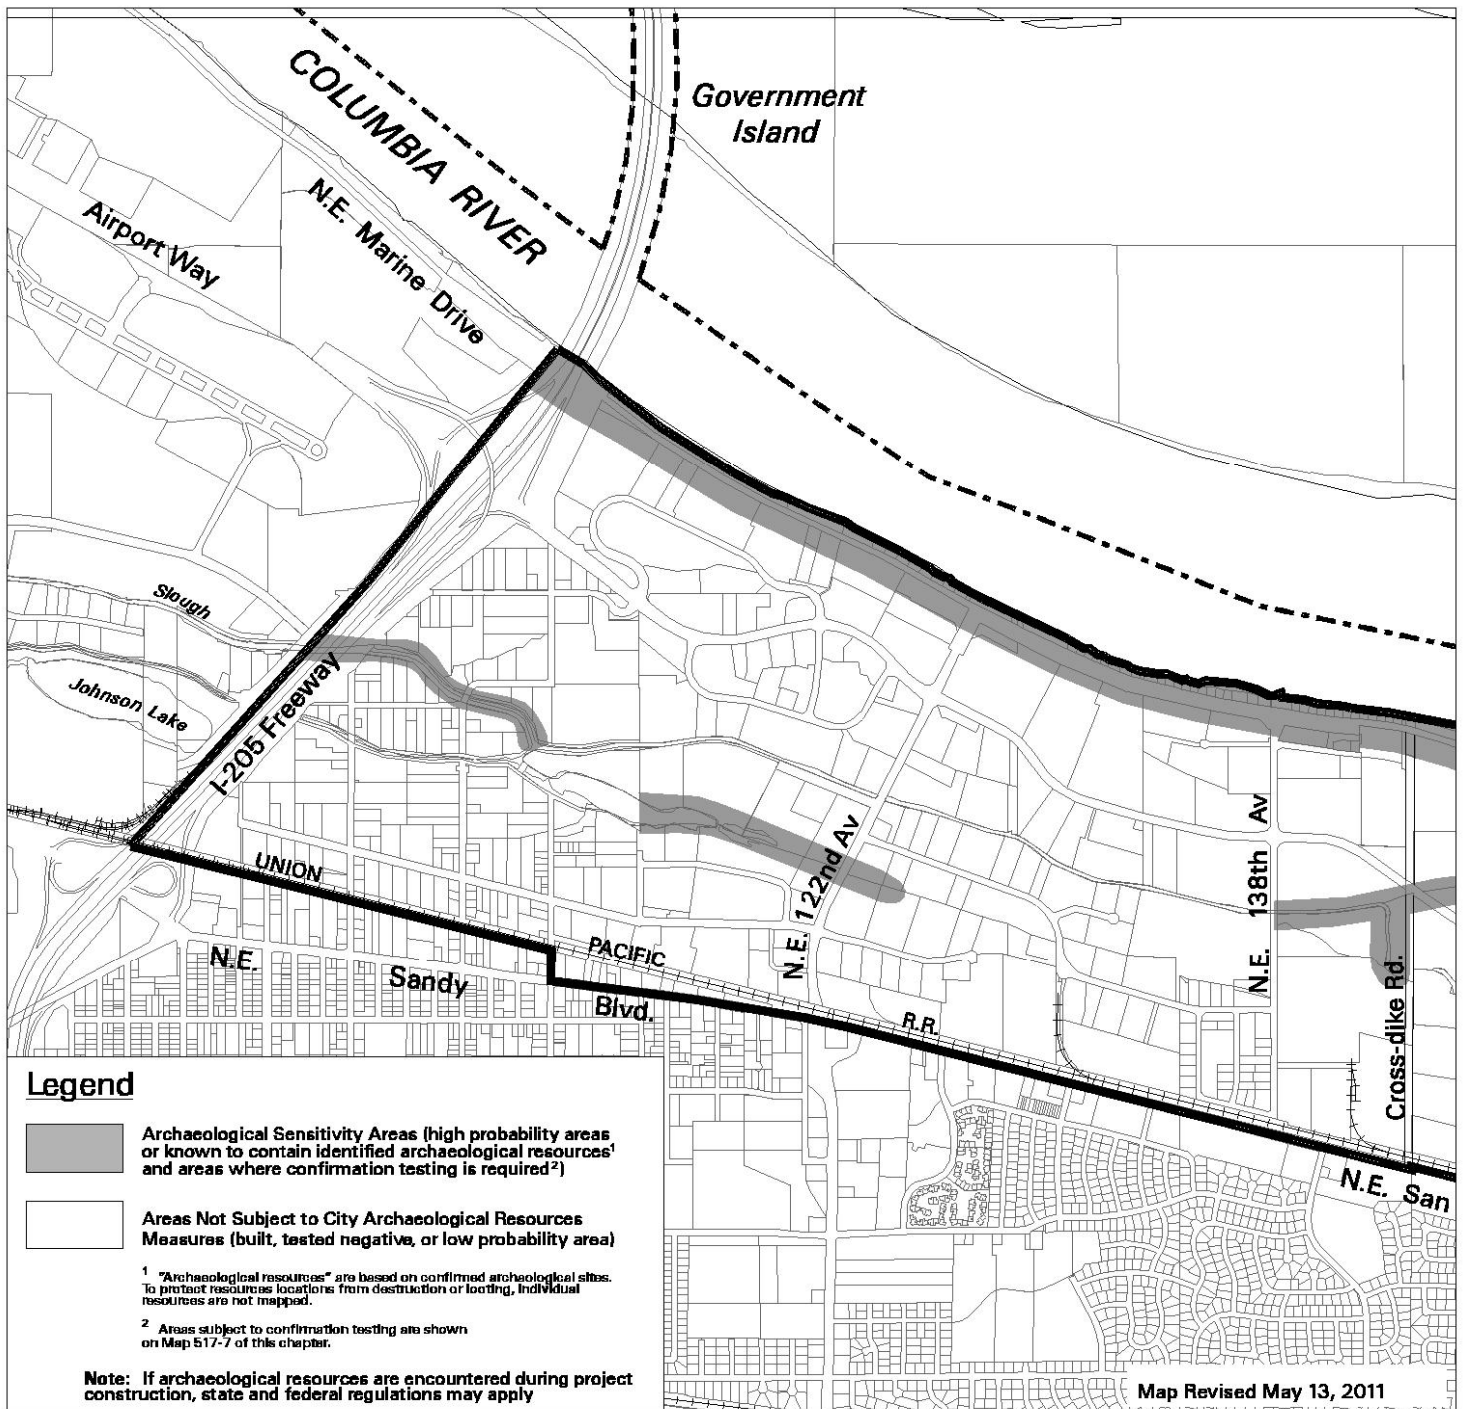 COLUMBIA RIVER
Government
Island
N.E. Marine Drive
Airport Way
Slough
Johnson Lake
I-205 Freeway
N.E. 122nd Av
N.E. 138th Av
Cross-dike Rd.
UNION
PACIFIC
R.R.
N.E.
Sandy
Blvd.
N.E. San
Legend
Archaeological Sensitivity Areas (high probability areas
or known to contain identified archaeological resources¹
and areas where confirmation testing is required²)
Areas Not Subject to City Archaeological Resources
Measures (built, tested negative, or low probability area)
¹ "Archaeological resources" are based on confirmed archaeological sites.
To protect resources locations from destruction or looting, individual
resources are not mapped.
² Areas subject to confirmation testing are shown
on Map 517-7 of this chapter.
Note: If archaeological resources are encountered during project
construction, state and federal regulations may apply
Map Revised May 13, 2011